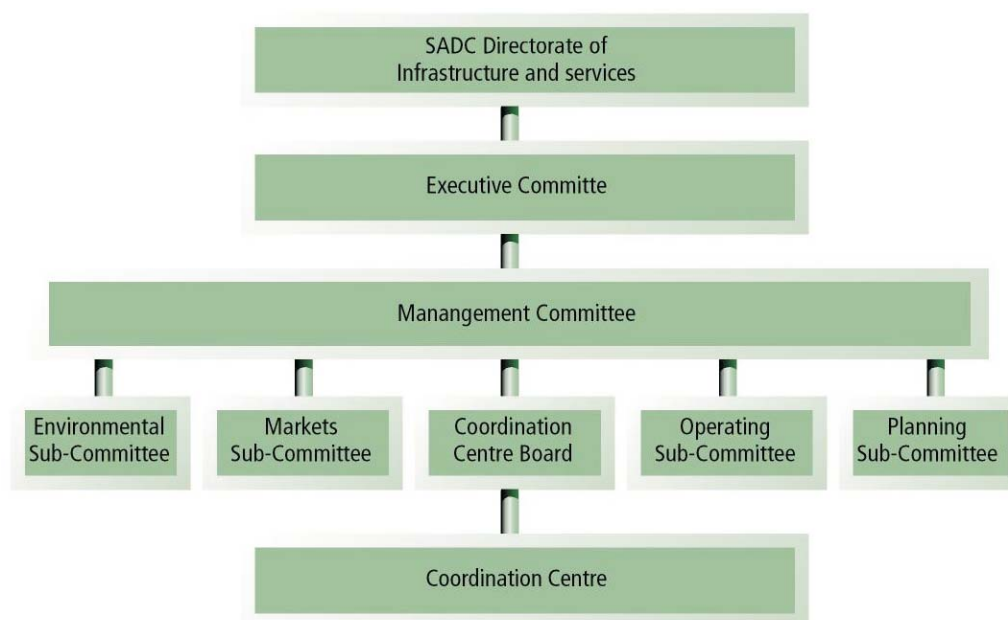 SADC Directorate of
Infrastructure and services
Executive Committe
Manangement Committee
Environmental
Sub-Committee
Markets
Sub-Committee
Coordination
Centre Board
Operating
Sub-Committee
Planning
Sub-Committee
Coordination Centre